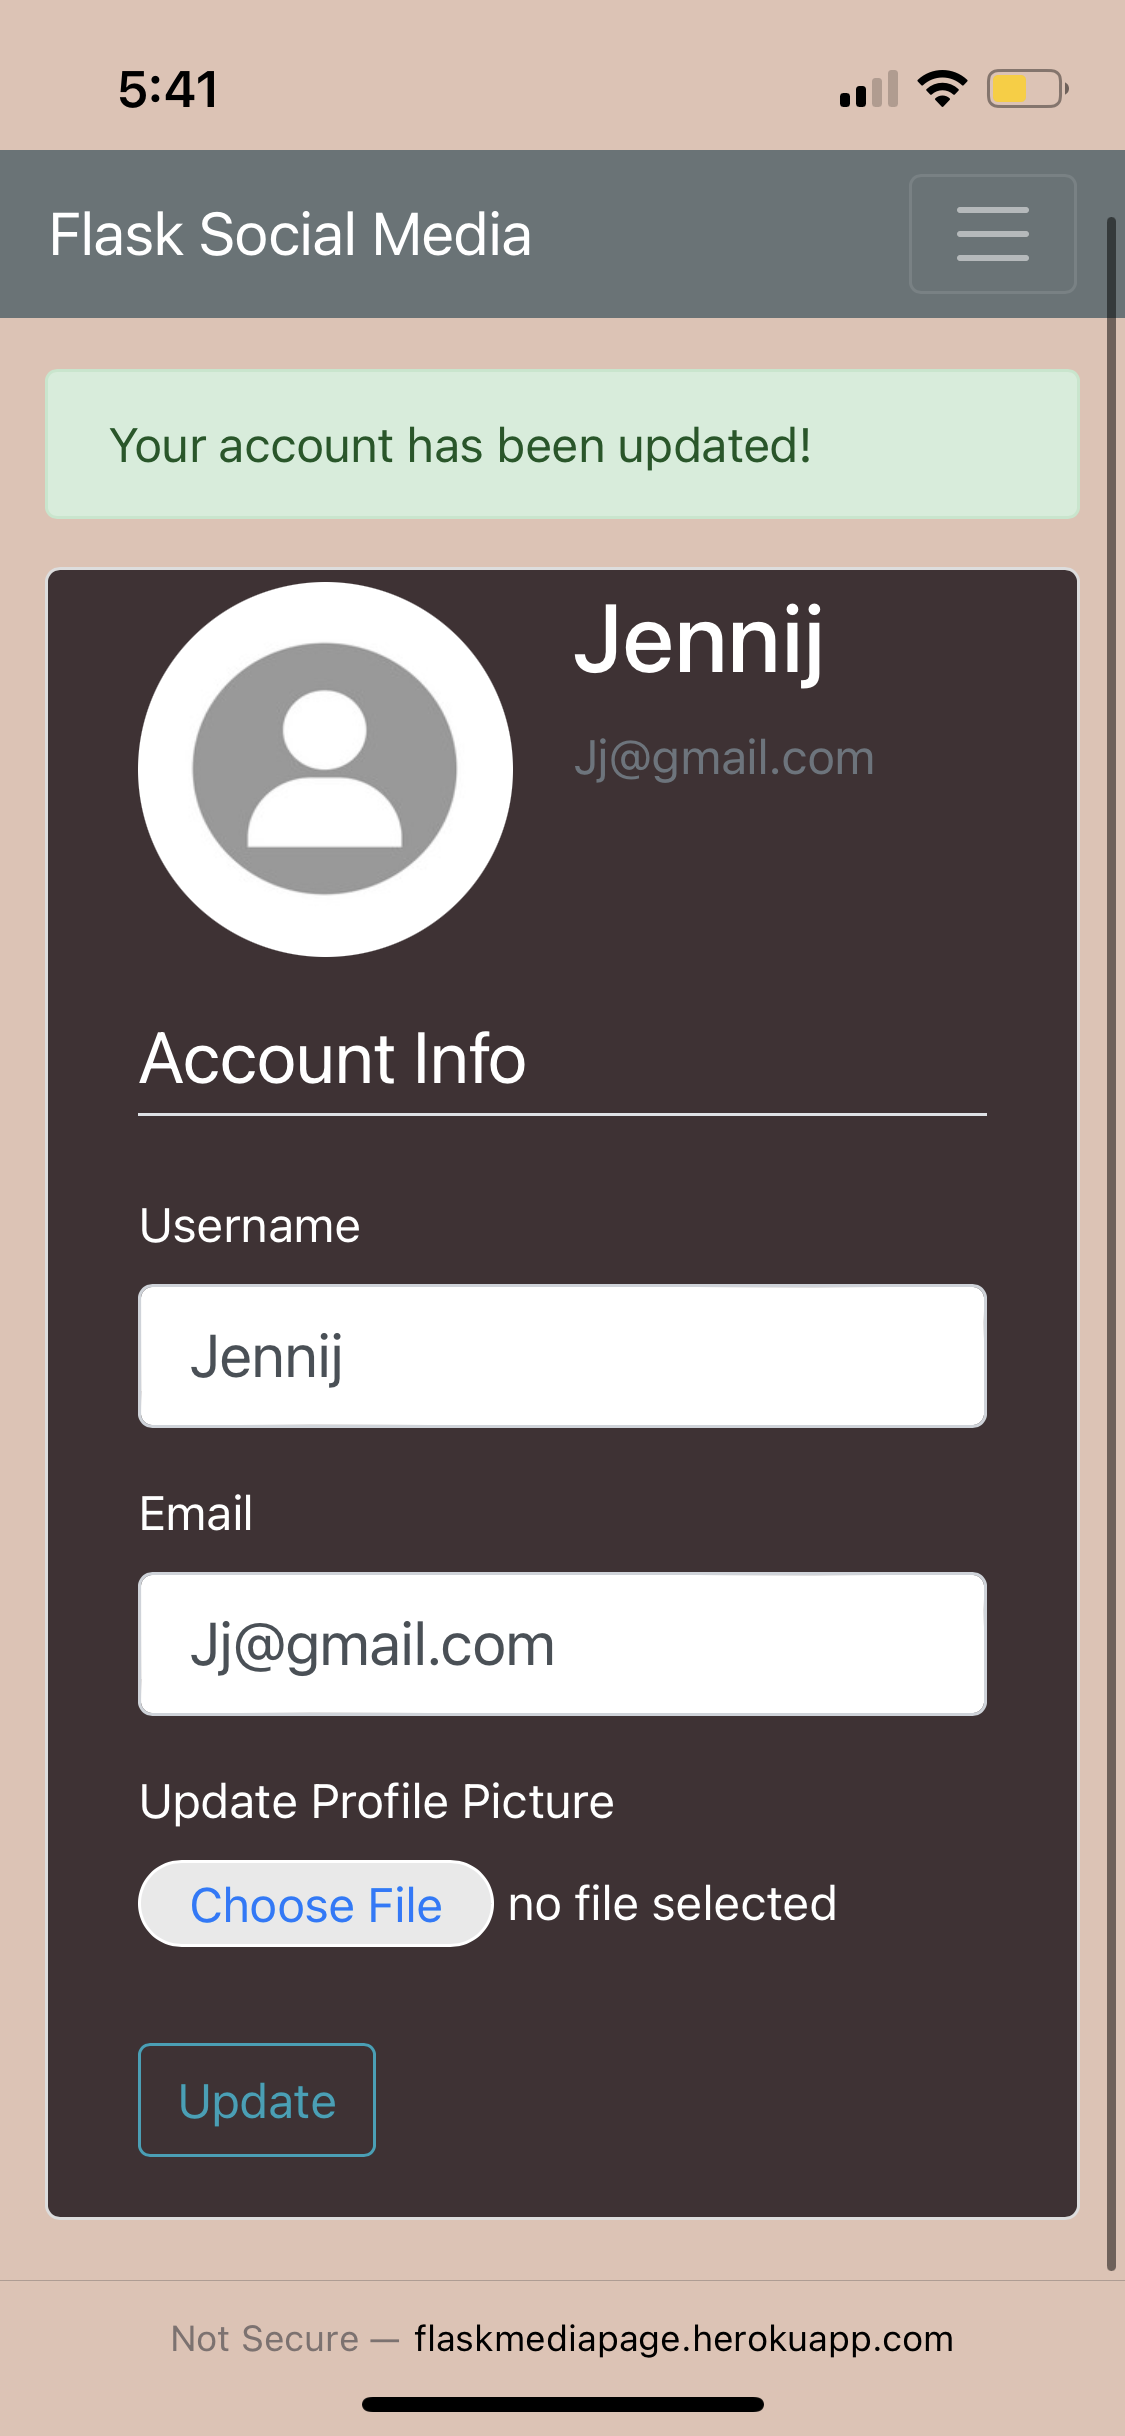 5:41
Flask Social Media
Your account has been updated!
Jennij
Jj@gmail.com
Account Info
Username
Jennij
Email
Jj@gmail.com
Update Profile Picture
Choose File no file selected
Update
Not Secure — flaskmediapage.herokuapp.com